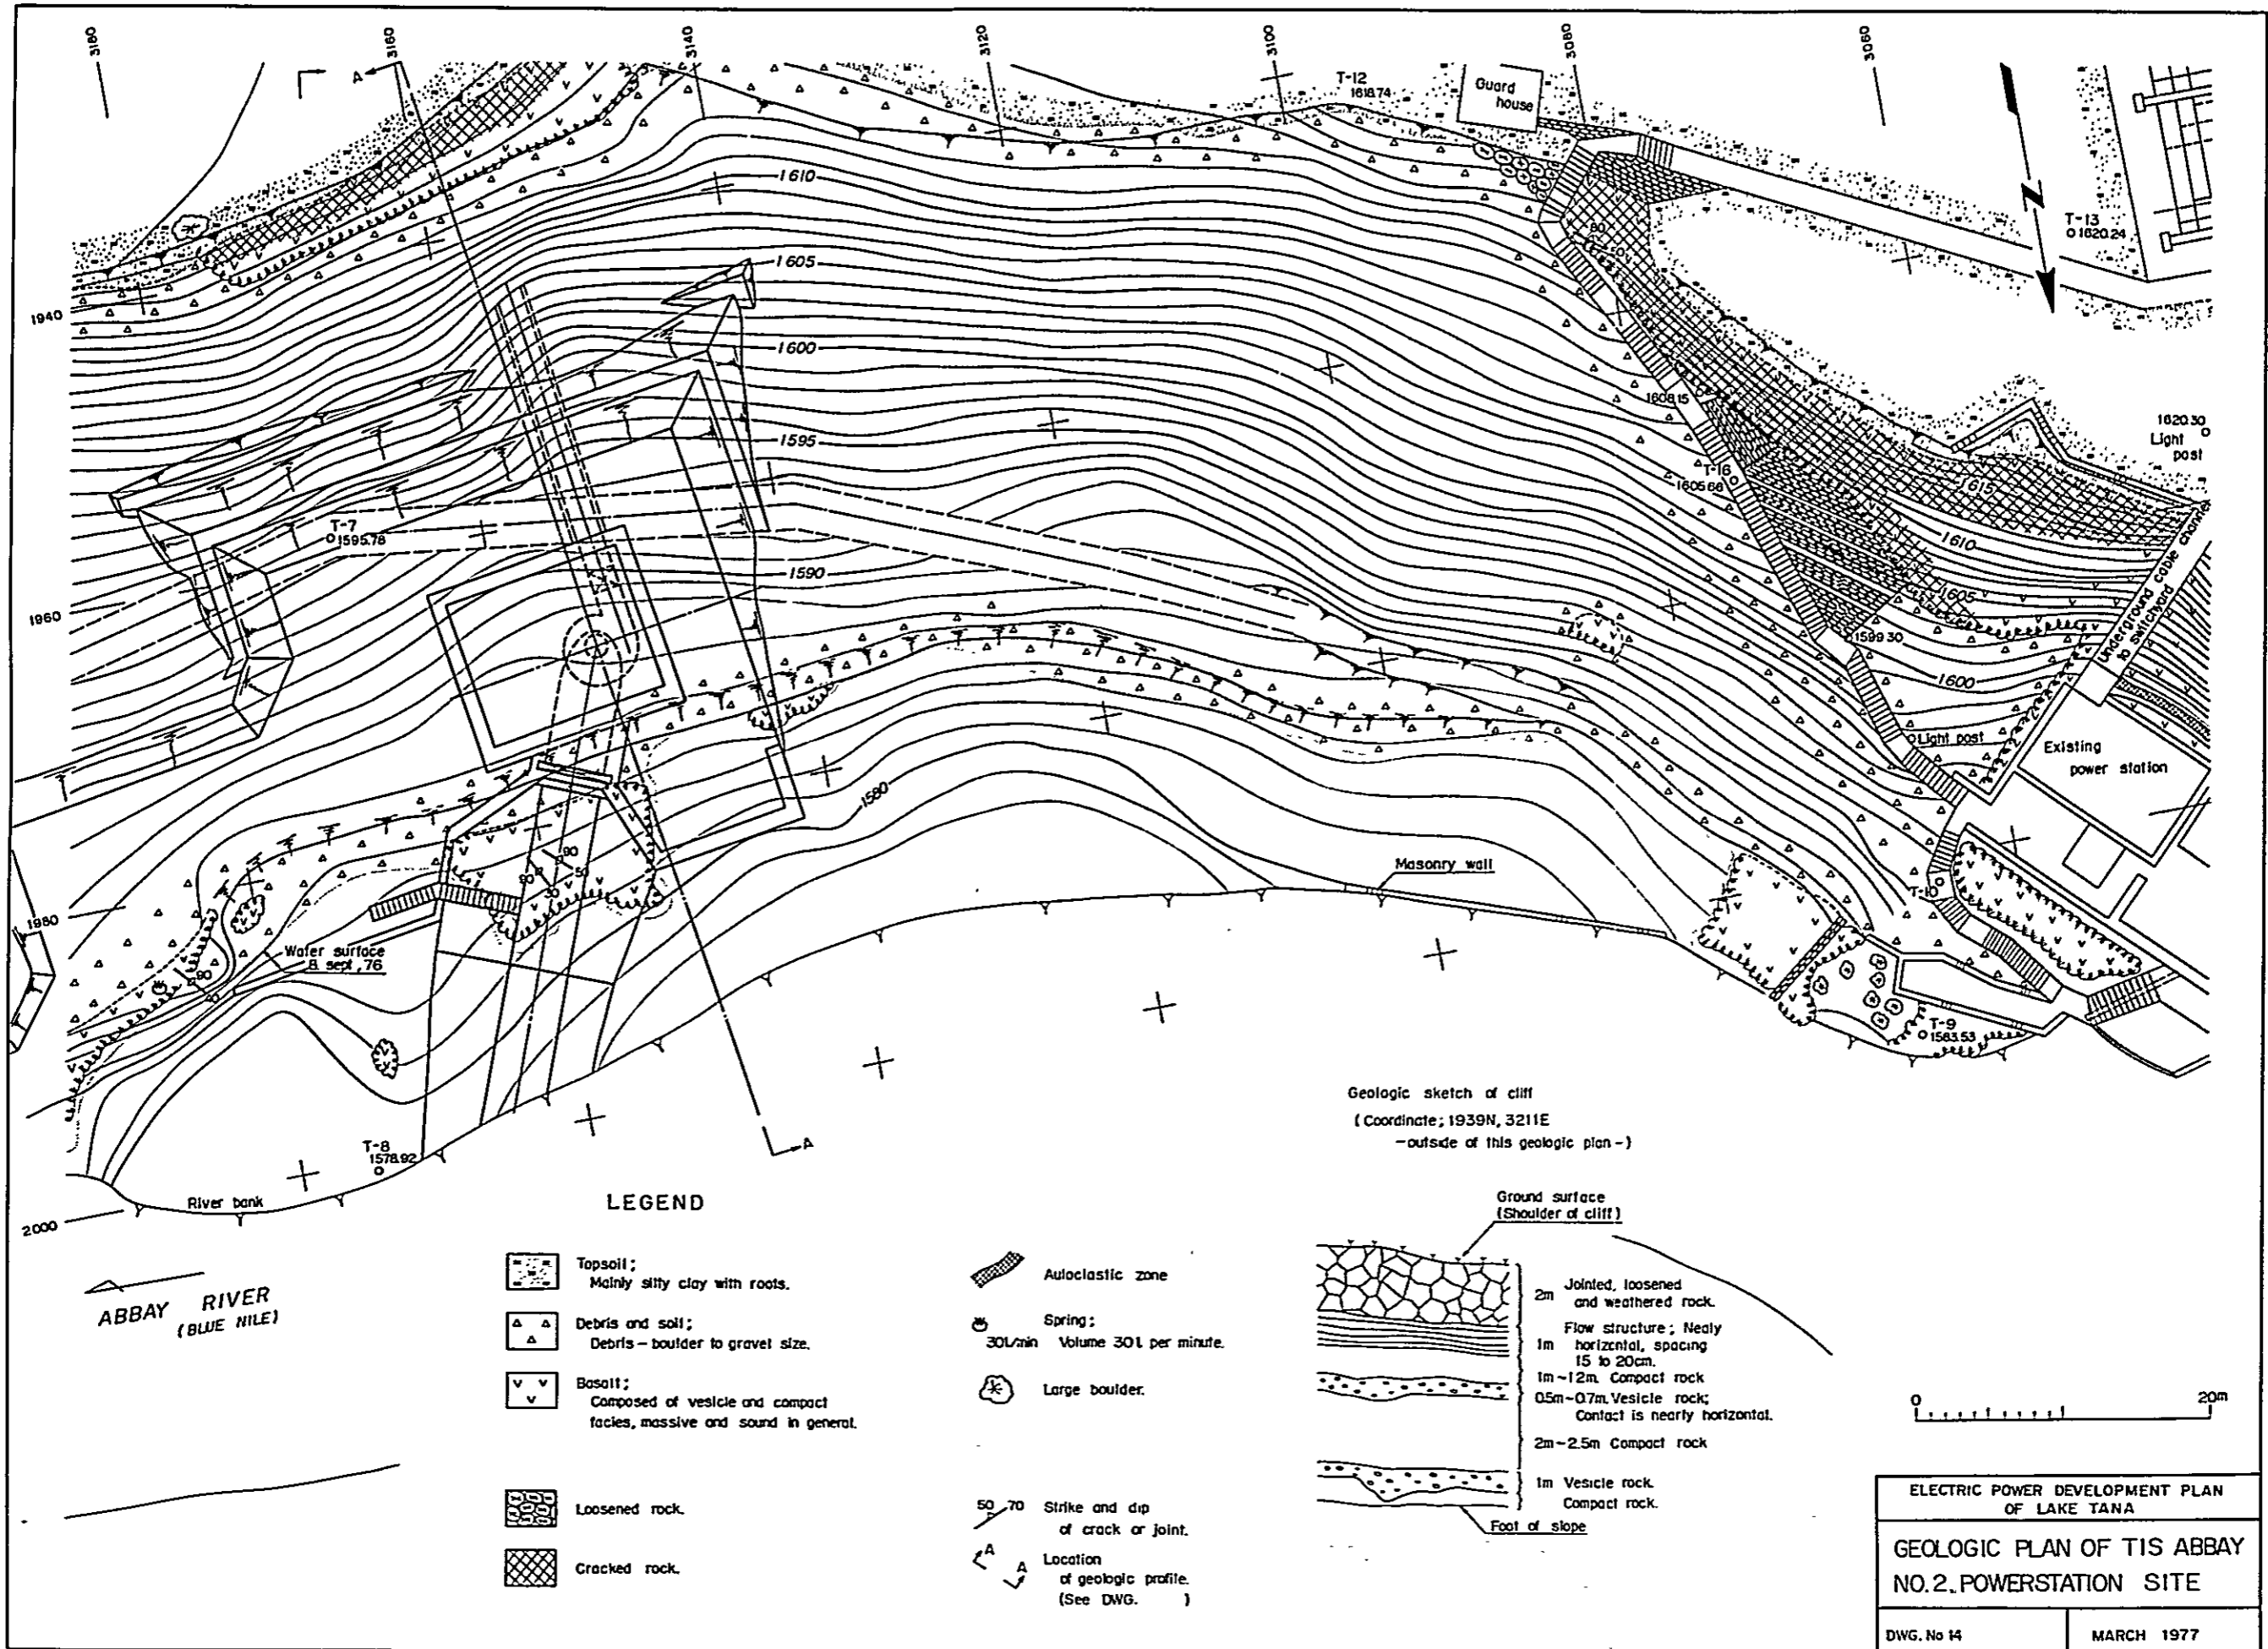 3180
3160
3140
3120
3100
3080
3060
A
T-12
1618.74
Guard
house
N
T-13
1620.24
1940
1960
1980
2000
1610
1605
1600
1595
1590
1580
T-7
1595.78
1608.15
T-16
1605.66
1599.30
1620.30
Light
post
1615
1610
1605
1600
Underground cable channel
to switchyard
Light post
Existing
power station
80
50
T-10
Masonry wall
T-9
1583.53
90
50
90
50
90
Water surface
8 sept, 76
T-8
1578.92
River bank
A
ABBAY RIVER
(BLUE NILE)
LEGEND
Topsoil;
Mainly silty clay with roots.
Debris and soil;
Debris – boulder to gravel size.
Basalt;
Composed of vesicle and compact
facies, massive and sound in general.
Loosened rock.
Cracked rock.
Autoclastic zone
Spring;
30L/min Volume 30 l per minute.
Large boulder.
50 70 Strike and dip
of crack or joint.
A
A
Location
of geologic profile.
(See DWG. )
Geologic sketch of cliff
(Coordinate; 1939N, 3211E
-outside of this geologic plan-)
Ground surface
(Shoulder of cliff)
2m Jointed, loosened
and weathered rock.
Flow structure; Nealy
1m horizontal, spacing
15 to 20cm.
1m~1.2m. Compact rock
0.5m~0.7m. Vesicle rock;
Contact is nearly horizontal.
2m~2.5m Compact rock
1m Vesicle rock.
Compact rock.
Foot of slope
0 20m
ELECTRIC POWER DEVELOPMENT PLAN
OF LAKE TANA
GEOLOGIC PLAN OF TIS ABBAY
NO.2. POWERSTATION SITE
DWG. No 14
MARCH 1977